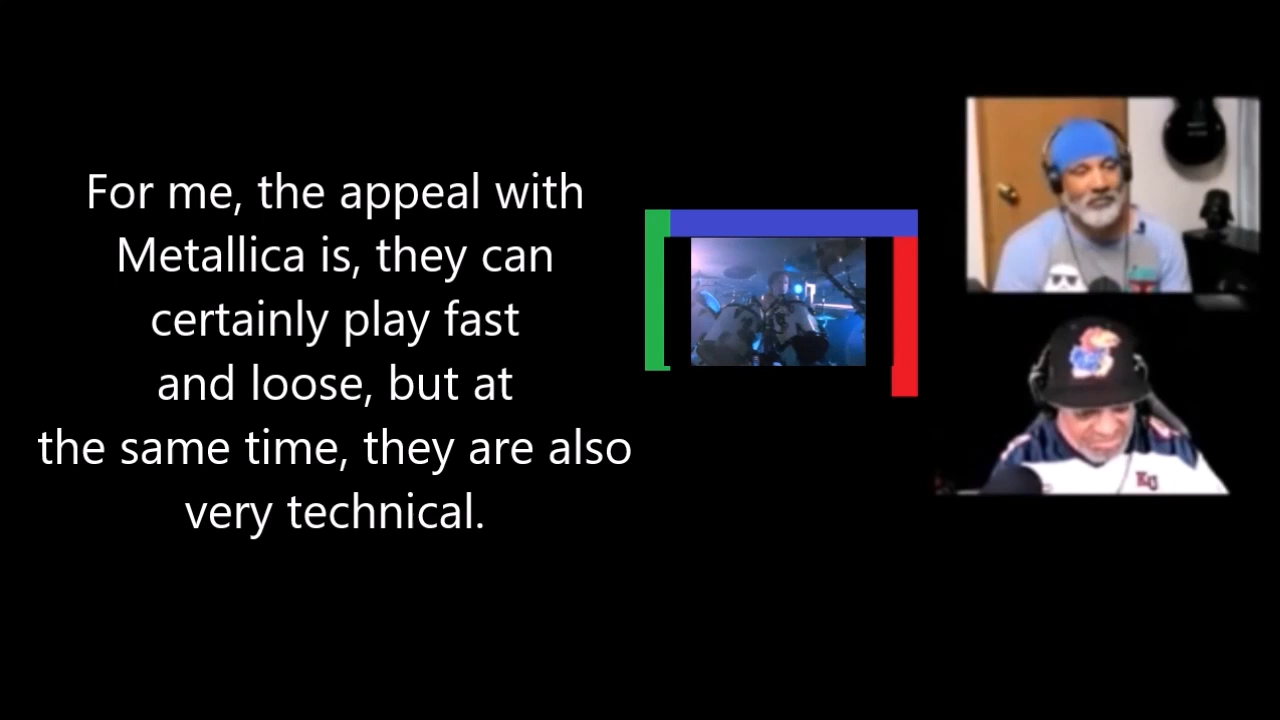 For me, the appeal with
Metallica is, they can
certainly play fast
and loose, but at
the same time, they are also
very technical.
KU